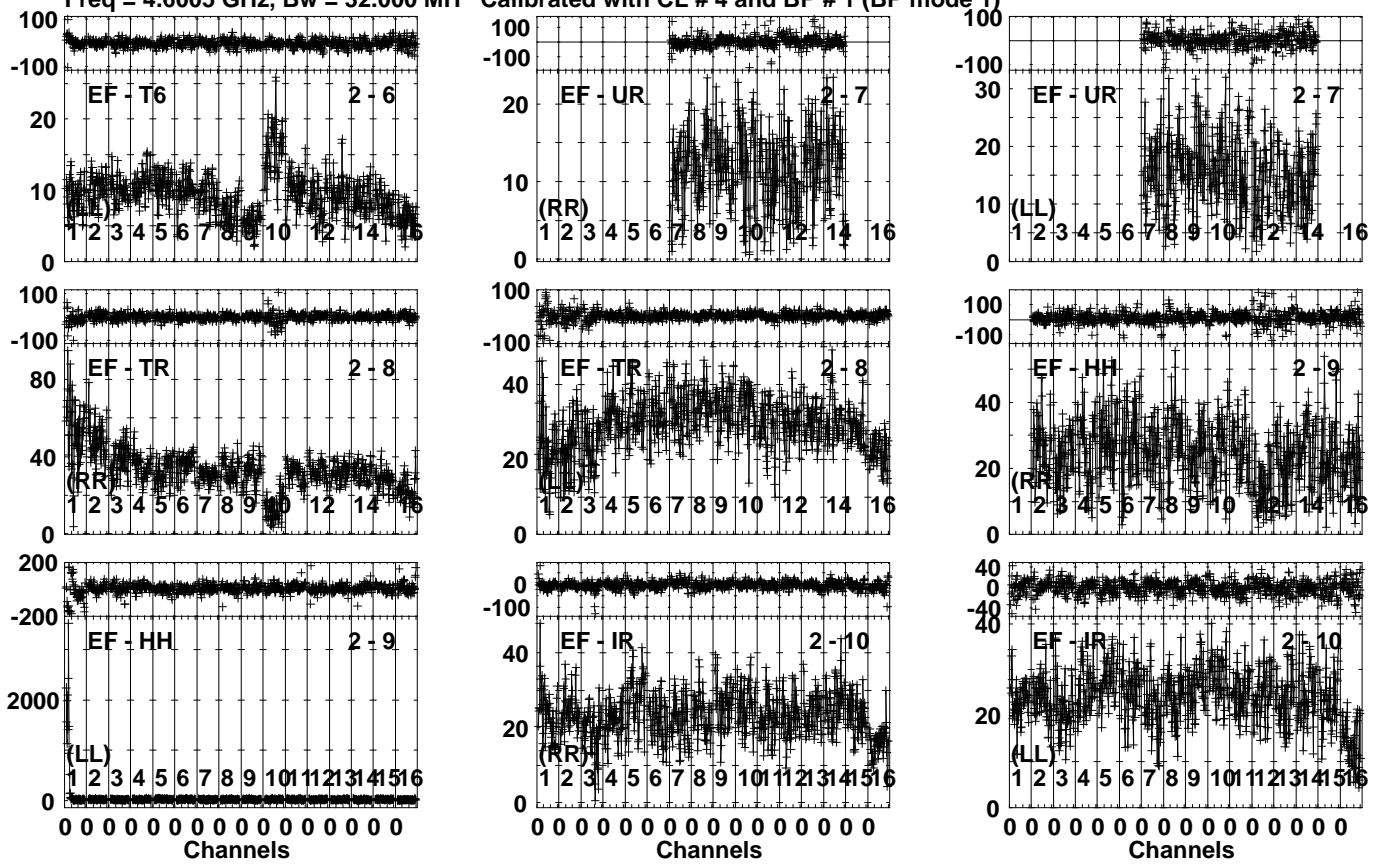 Freq = 4.6005 GHz, Bw = 32.000 MH Calibrated with CL # 4 and BP # 1 (BP mode 1)
100
-100
EF - T6 2 - 6
20
10
0
(LL)
1 2 3 4 5 6 7 8 9 10 12 14 16
100
-100
EF - UR 2 - 7
20
10
0
(RR)
1 2 3 4 5 6 7 8 9 10 12 14 16
100
-100
EF - UR 2 - 7
30
20
10
0
(LL)
1 2 3 4 5 6 7 8 9 10 12 14 16
100
-100
EF - TR 2 - 8
80
40
0
(RR)
1 2 3 4 5 6 7 8 9 10 12 14 16
100
-100
EF - TR 2 - 8
40
20
0
(LL)
1 2 3 4 5 6 7 8 9 10 12 14 16
100
-100
EF - HH 2 - 9
40
20
0
(RR
1 2 3 4 5 6 7 8 9 10 12 14 16
200
-200
EF - HH 2 - 9
2000
0
(LL)
1 2 3 4 5 6 7 8 9 10 11 12 13 14 15 16
0 0 0 0 0 0 0 0 0 0 0 0 0 0 0 0
Channels
0
-100
EF - IR 2 - 10
40
20
0
(RR)
1 2 3 4 5 6 7 8 9 10 11 12 13 14 15 16
0 0 0 0 0 0 0 0 0 0 0 0 0 0 0 0
Channels
40
0
-40
EF - IR 2 - 10
40
20
0
(LL)
1 2 3 4 5 6 7 8 9 10 11 12 13 14 15 16
0 0 0 0 0 0 0 0 0 0 0 0 0 0 0 0
Channels